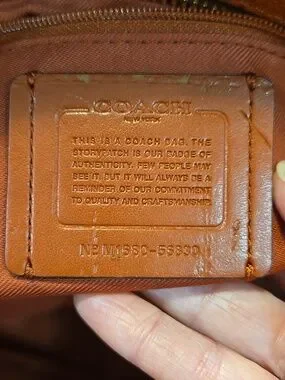 COACH
NEW YORK
THIS IS A COACH BAG. THE
STORYPATCH IS OUR BADGE OF
AUTHENTICITY. FEW PEOPLE MAY
SEE IT, BUT IT WILL ALWAYS BE A
REMINDER OF OUR COMMITMENT
TO QUALITY AND CRAFTSMANSHIP.